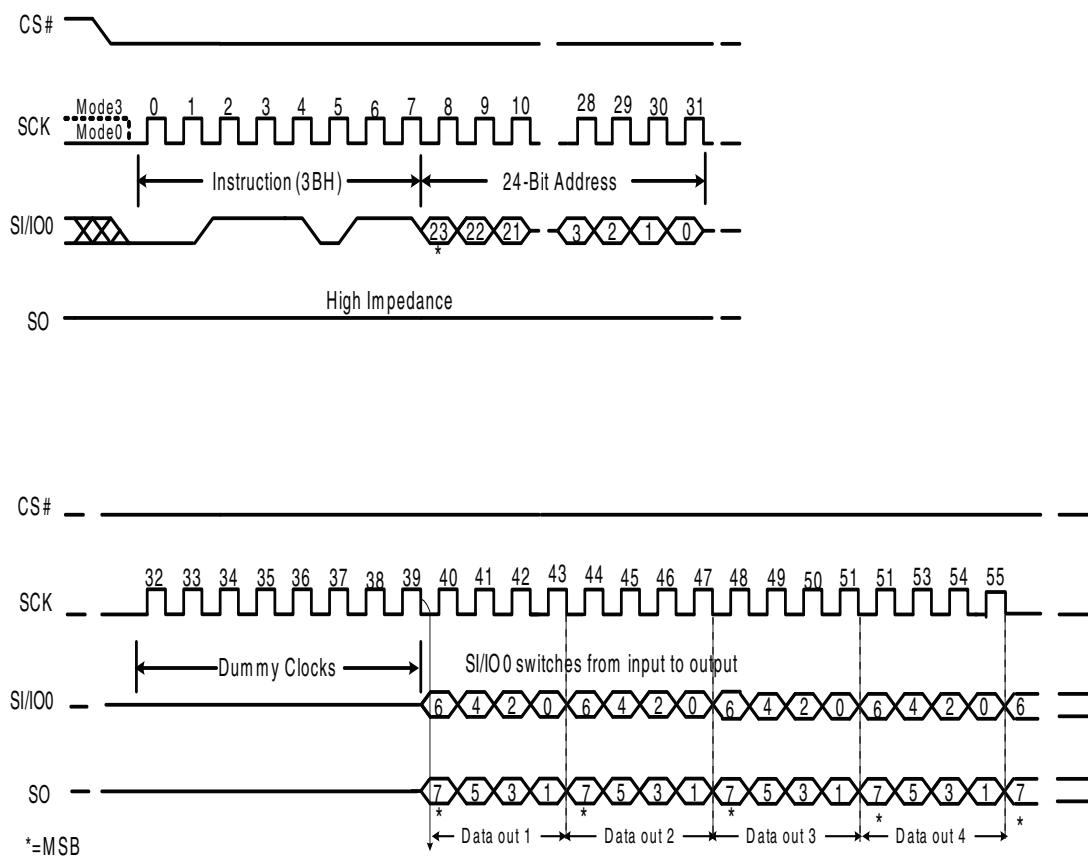 CS#
Mode3
SCK
Mode0
0 1 2 3 4 5 6 7 8 9 10 28 29 30 31
Instruction (3BH)
24-Bit Address
SI/IO0
23 22 21 3 2 1 0
*
High Impedance
SO
CS#
32 33 34 35 36 37 38 39 40 41 42 43 44 45 46 47 48 49 50 51 51 53 54 55
SCK
Dummy Clocks
SI/IO0 switches from input to output
SI/IO0
6 4 2 0 6 4 2 0 6 4 2 0 6 4 2 0 6
SO
7 5 3 1 7 5 3 1 7 5 3 1 7 5 3 1 7
* * * * *
Data out 1 Data out 2 Data out 3 Data out 4
*=MSB